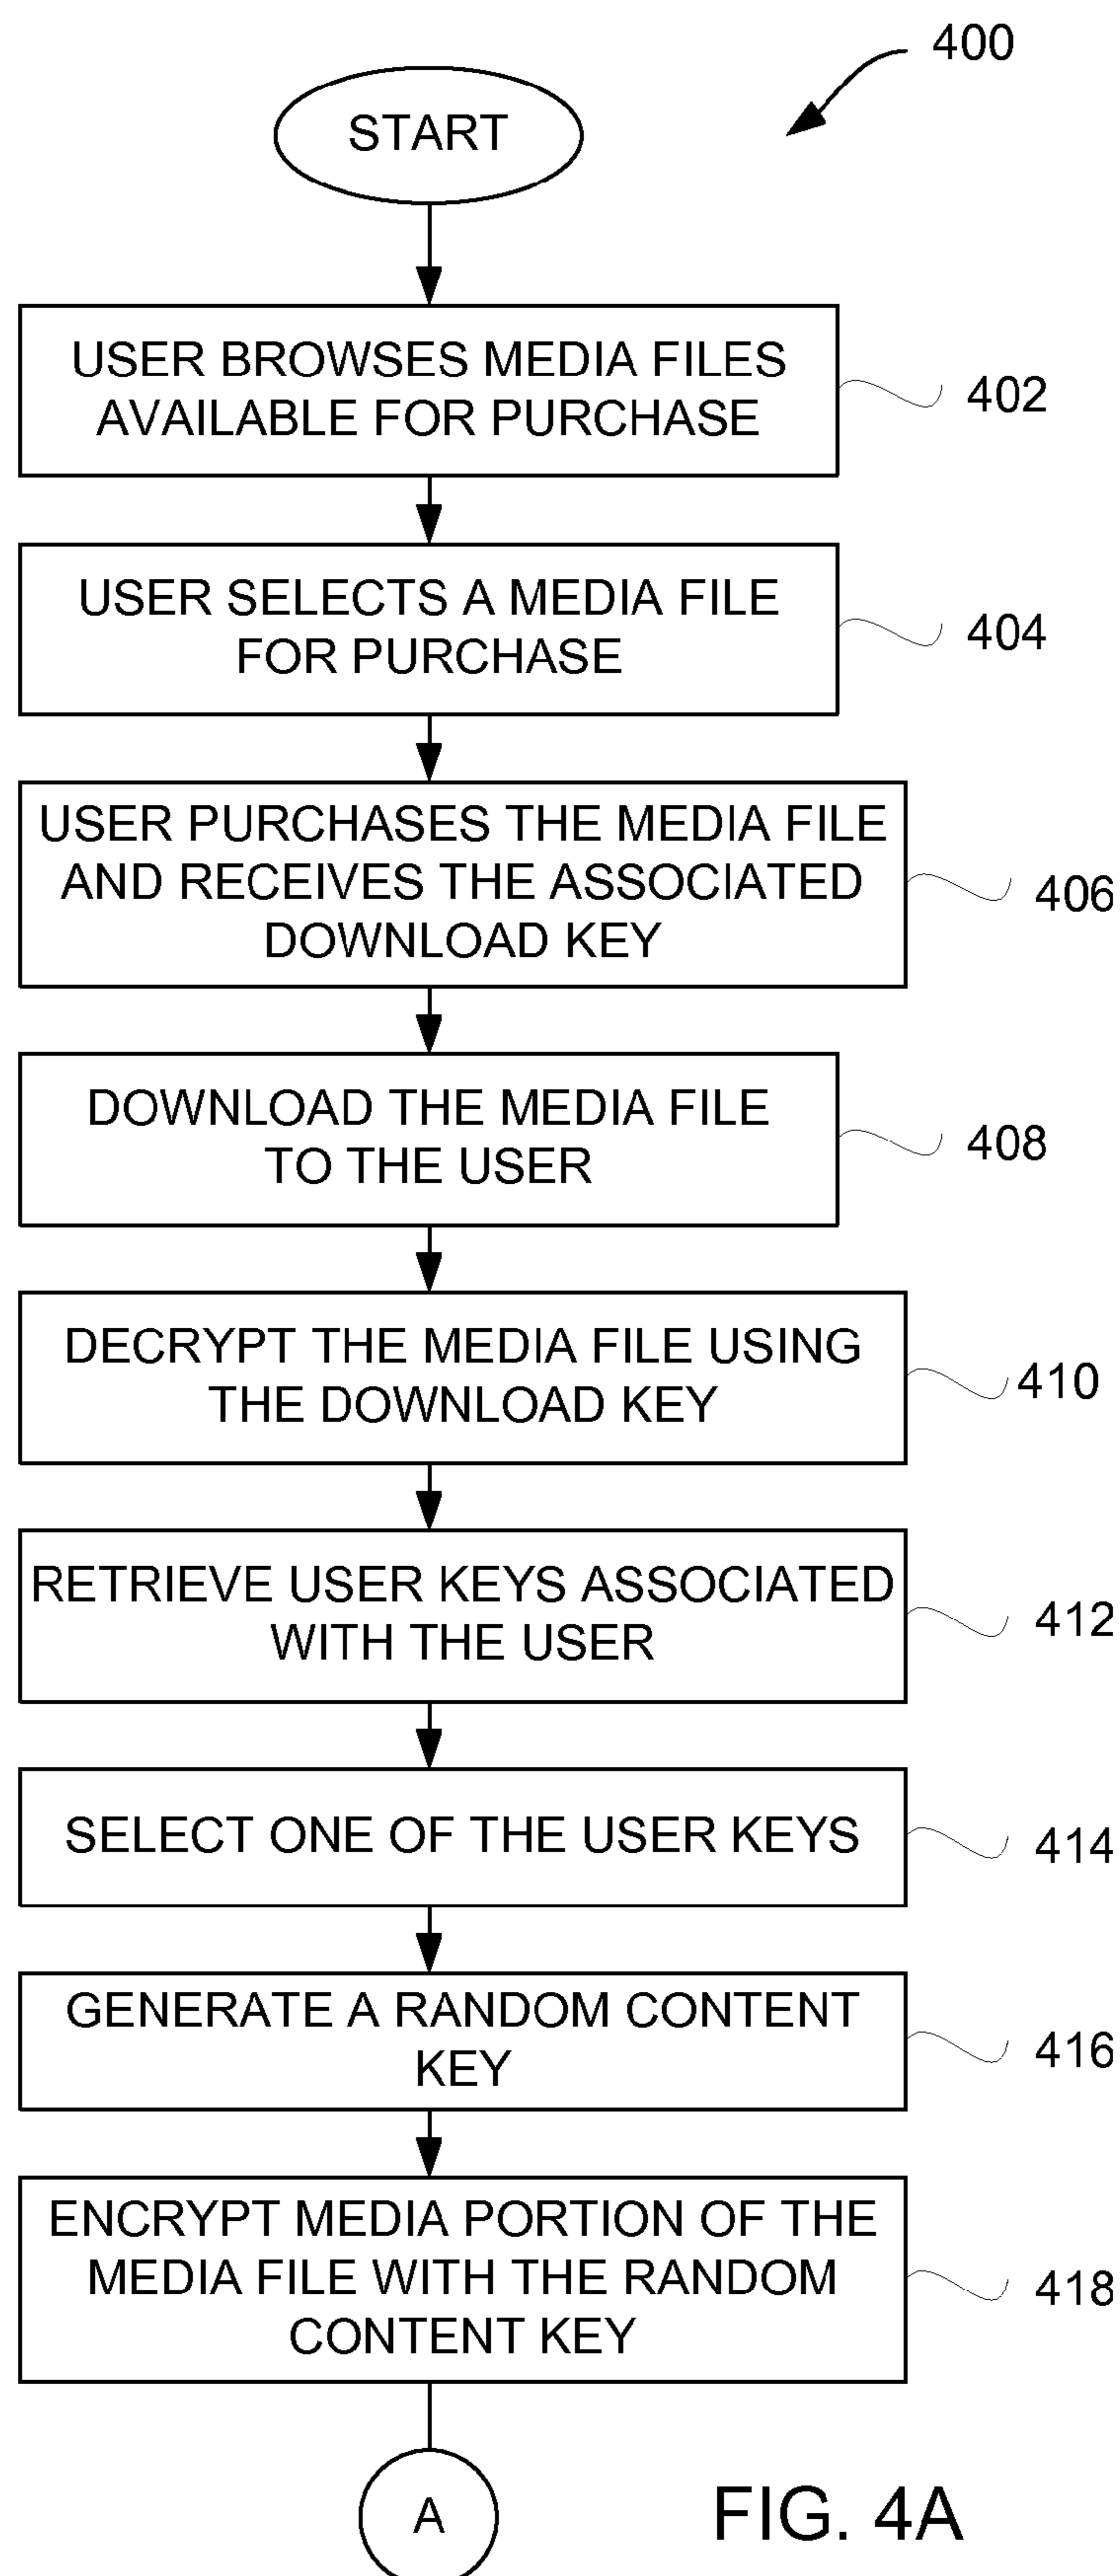 400
START
USER BROWSES MEDIA FILES
AVAILABLE FOR PURCHASE
402
USER SELECTS A MEDIA FILE
FOR PURCHASE
404
USER PURCHASES THE MEDIA FILE
AND RECEIVES THE ASSOCIATED
DOWNLOAD KEY
406
DOWNLOAD THE MEDIA FILE
TO THE USER
408
DECRYPT THE MEDIA FILE USING
THE DOWNLOAD KEY
410
RETRIEVE USER KEYS ASSOCIATED
WITH THE USER
412
SELECT ONE OF THE USER KEYS
414
GENERATE A RANDOM CONTENT
KEY
416
ENCRYPT MEDIA PORTION OF THE
MEDIA FILE WITH THE RANDOM
CONTENT KEY
418
A
FIG. 4A